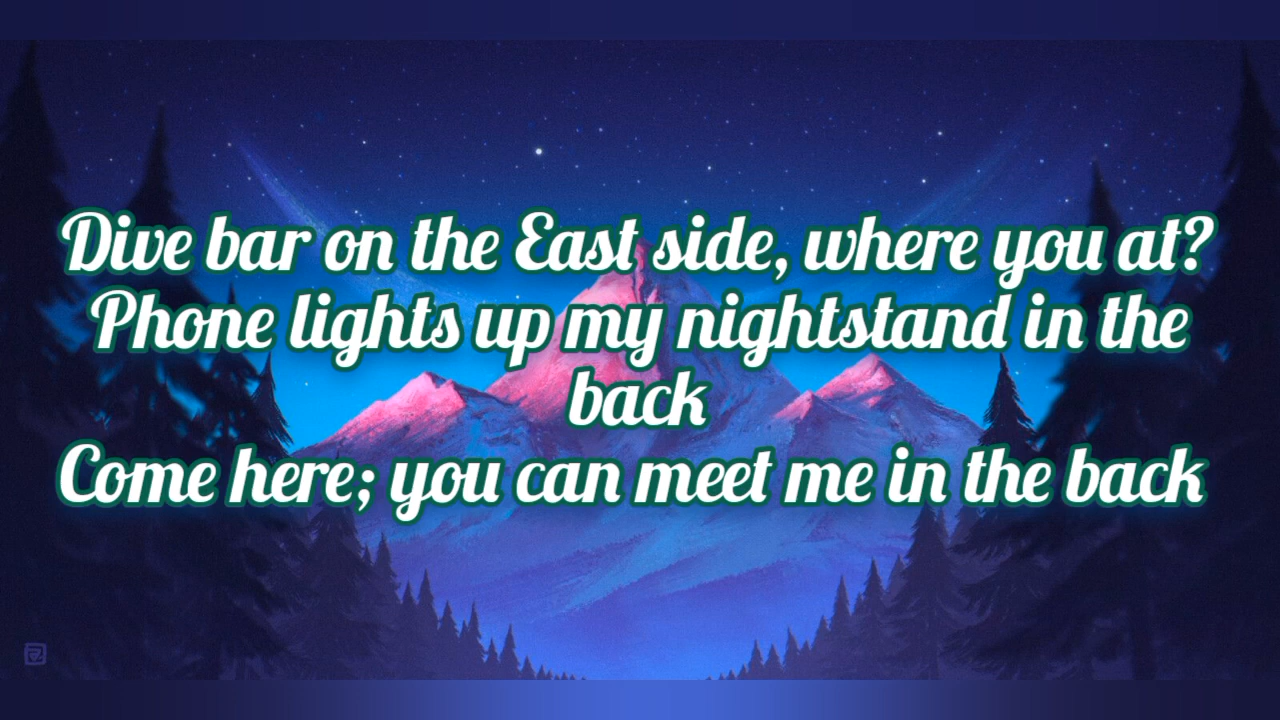 Dive bar on the East side, where you at?
Phone lights up my nightstand in the
back
Come here; you can meet me in the back